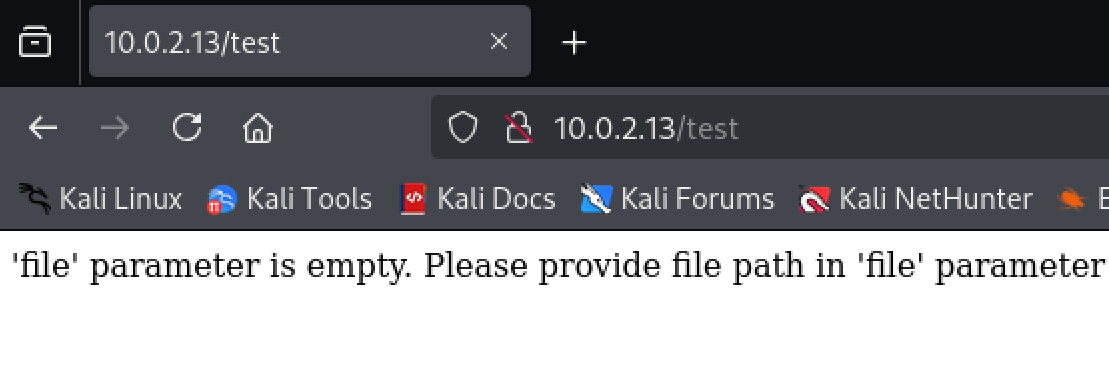 10.0.2.13/test
10.0.2.13/test
Kali Linux Kali Tools Kali Docs Kali Forums Kali NetHunter E
'file' parameter is empty. Please provide file path in 'file' parameter